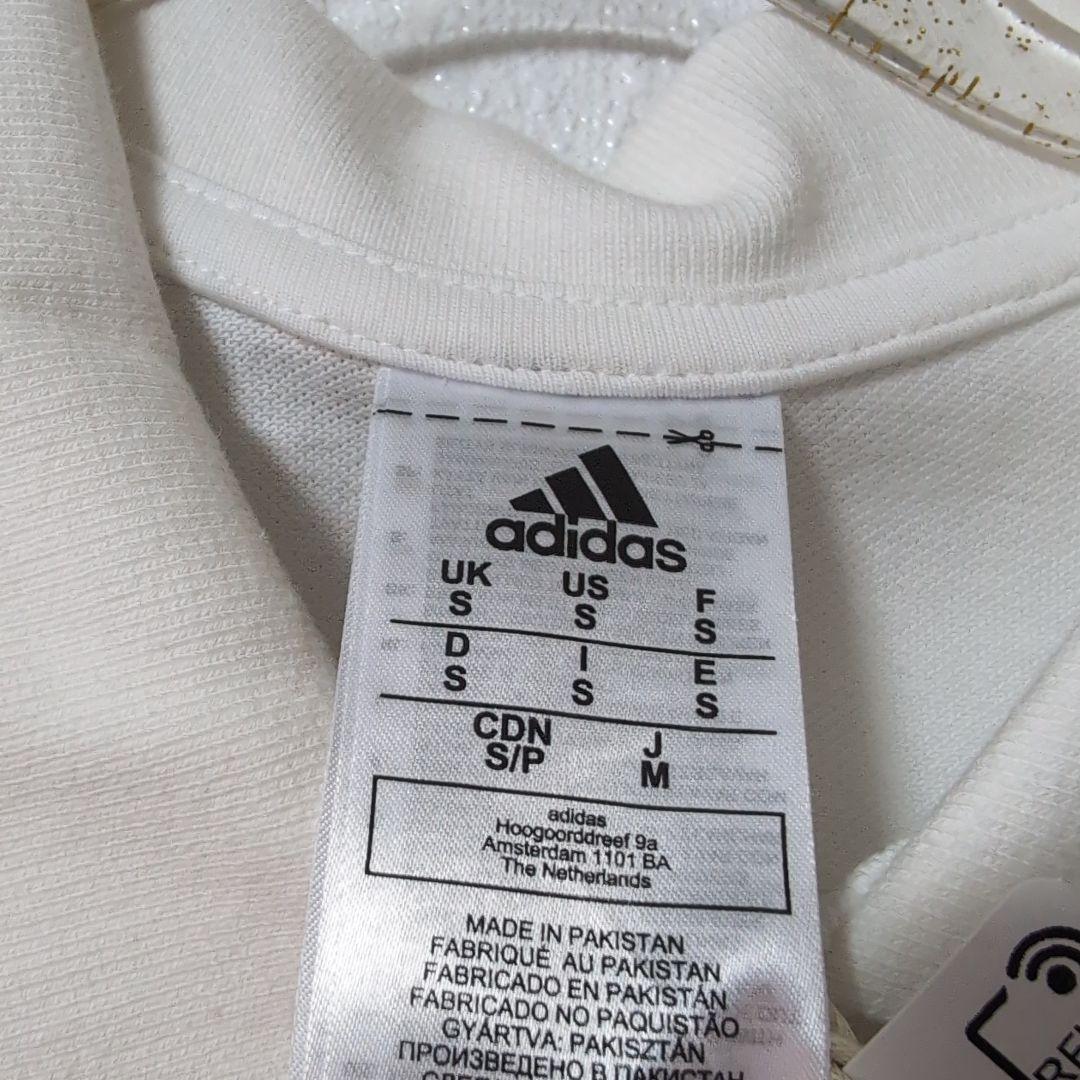 adidas
UK US F
S S S
D I E
S S S
CDN J
S/P M
adidas
Hoogoorddreef 9a
Amsterdam 1101 BA
The Netherlands
MADE IN PAKISTAN
FABRIQUÉ AU PAKISTAN
FABRICADO EN PAKISTÁN
FABRICADO NO PAQUISTÃO
GYÁRTVA: PAKISZTÁN
ПРОИЗВЕДЕНО В ПАКИСТАН